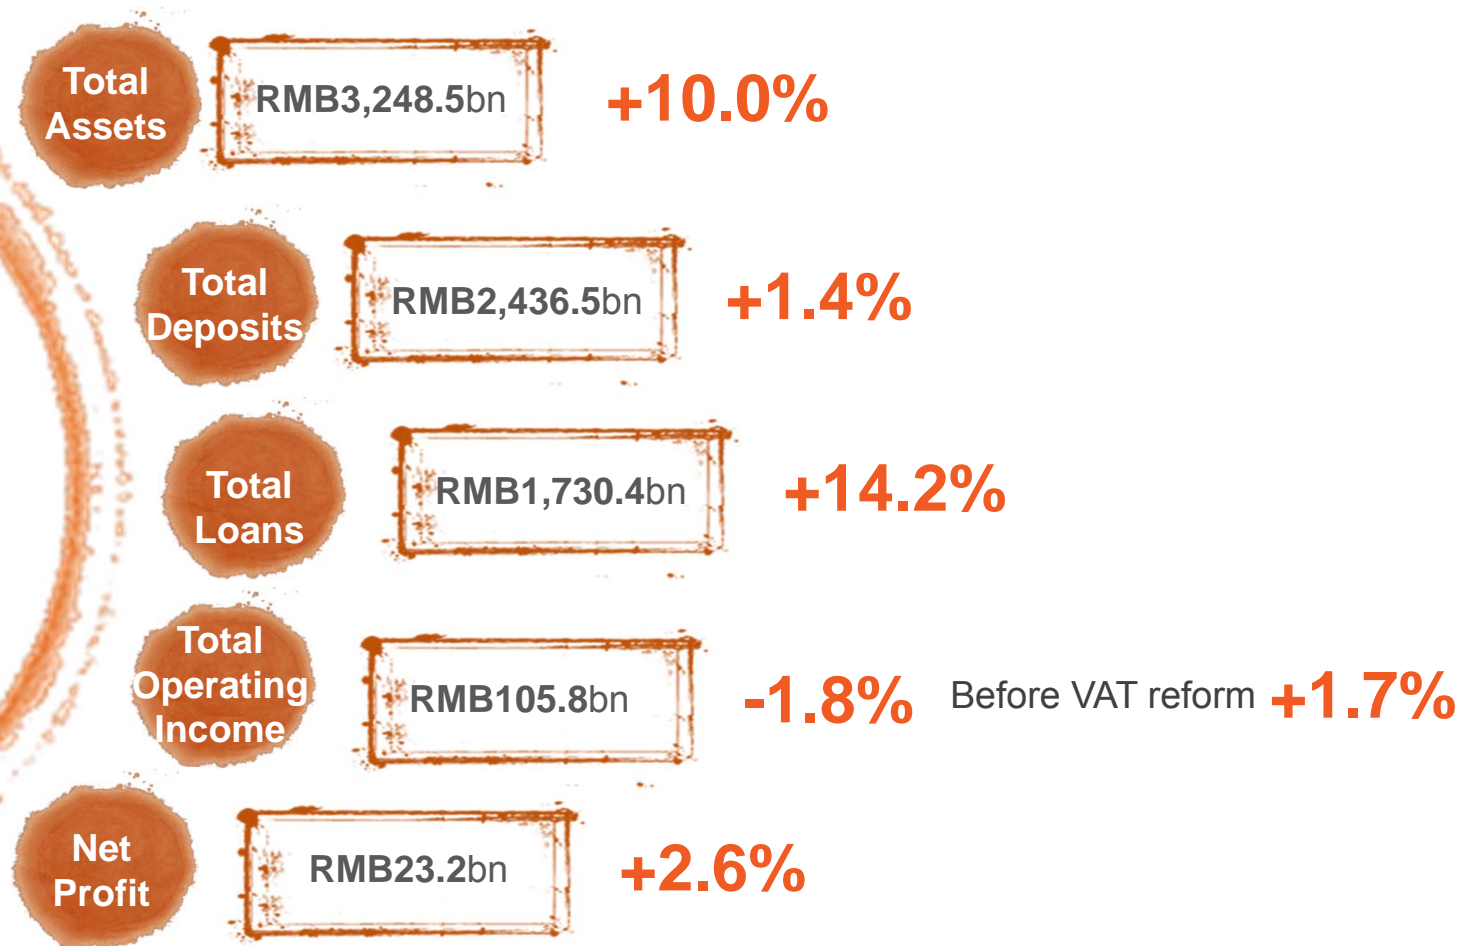 Total
Assets
RMB3,248.5bn
+10.0%
Total
Deposits
RMB2,436.5bn
+1.4%
Total
Loans
RMB1,730.4bn
+14.2%
Total
Operating
Income
RMB105.8bn
-1.8%
Before VAT reform +1.7%
Net
Profit
RMB23.2bn
+2.6%